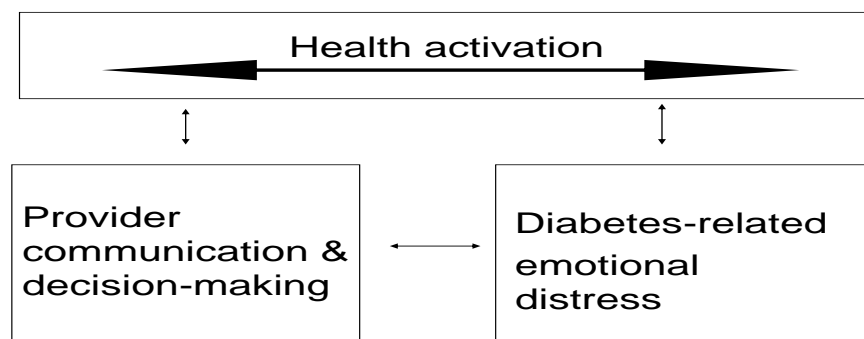 Health activation
Provider
communication &
decision-making
Diabetes-related
emotional
distress